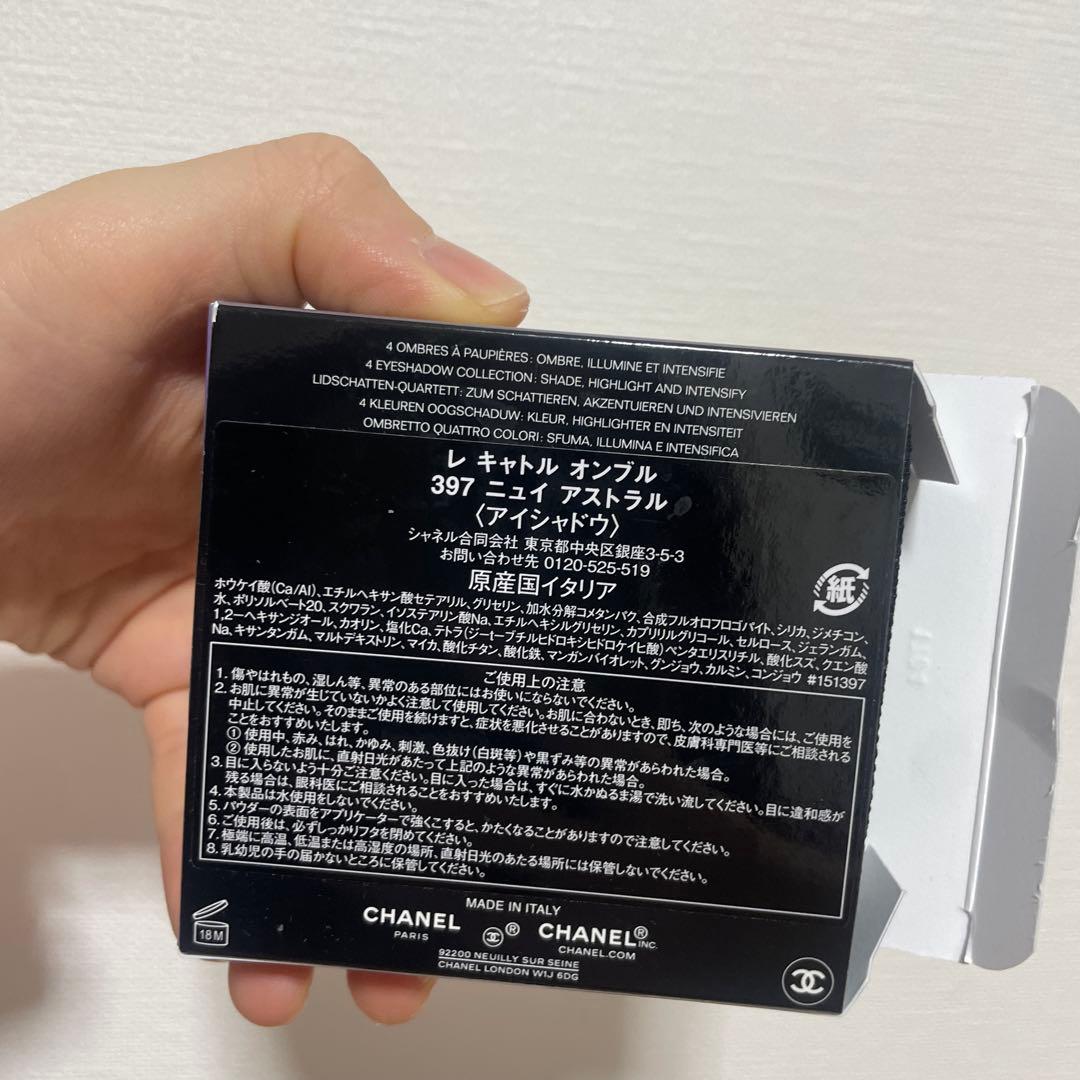 4 OMBRES À PAUPIÈRES : OMBRE, ILLUMINE ET INTENSIFIE
4 EYESHADOW COLLECTION : SHADE, HIGHLIGHT AND INTENSIFY
LIDSCHATTEN-QUARTETT : ZUM SCHATTIEREN, AKZENTUIEREN UND INTENSIVIEREN
4 KLEUREN OOGSCHADUW : KLEUR, HIGHLIGHTER EN INTENSITEIT
OMBRETTO QUATTRO COLORI : SFUMA, ILLUMINA E INTENSIFICA
レ キャトル オンブル
397 ニュイ アストラル
〈アイシャドウ〉
シャネル合同会社 東京都中央区銀座3-5-3
お問い合わせ先 0120-525-519
原産国イタリア
紙
ホウケイ酸(Ca/Al)、エチルヘキサン酸セテアリル、グリセリン、加水分解コメタンパク、合成フルオロフロゴパイト、シリカ、ジメチコン、
水、ポリソルベート20、スクワラン、イソステアリン酸Na、エチルヘキシルグリセリン、カプリリルグリコール、セルロース、ジェランガム、
1,2-ヘキサンジオール、カオリン、塩化Ca、テトラ(ジ-t-ブチルヒドロキシヒドロケイヒ酸)ペンタエリスリチル、酸化スズ、クエン酸
Na、キサンタンガム、マルトデキストリン、マイカ、酸化チタン、酸化鉄、マンガンバイオレット、グンジョウ、カルミン、コンジョウ #151397
ご使用上の注意
1. 傷やはれもの、湿しん等、異常のある部位にはお使いにならないでください。
2. お肌に異常が生じていないかよく注意して使用してください。お肌に合わないとき、即ち、次のような場合には、ご使用を
中止してください。そのままご使用を続けますと、症状を悪化させることがありますので、皮膚科専門医等にご相談される
ことをおすすめいたします。
① 使用中、赤み、はれ、かゆみ、刺激、色抜け(白斑等)や黒ずみ等の異常があらわれた場合。
② 使用したお肌に、直射日光があたって上記のような異常があらわれた場合。
3. 目に入らないよう十分ご注意ください。目に入った場合は、すぐに水かぬるま湯で洗い流してください。目に違和感が
残る場合は、眼科医にご相談されることをおすすめいたします。
4. 本製品は水使用をしないでください。
5. パウダーの表面をアプリケーターで強くこすると、かたくなることがありますので注意してください。
6. ご使用後は、必ずしっかりフタを閉めてください。
7. 極端に高温、低温または高湿度の場所、直射日光のあたる場所には保管しないでください。
8. 乳幼児の手の届かないところに保管してください。
MADE IN ITALY
18 M
CHANEL
PARIS
®
CHANEL® INC.
CHANEL.COM
92200 NEUILLY SUR SEINE
CHANEL LONDON W1J 6DG